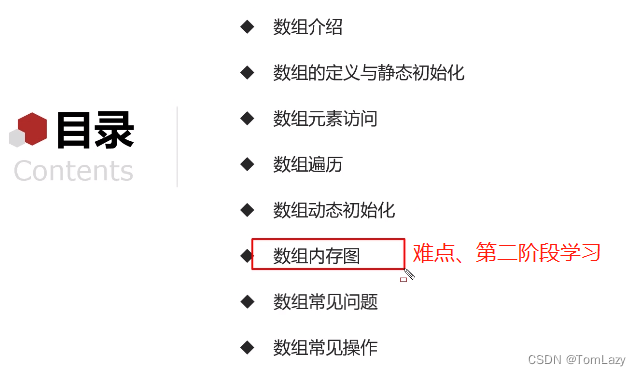 目录
Contents
数组介绍
数组的定义与静态初始化
数组元素访问
数组遍历
数组动态初始化
数组内存图 难点、第二阶段学习
数组常见问题
数组常见操作
CSDN @TomLazy